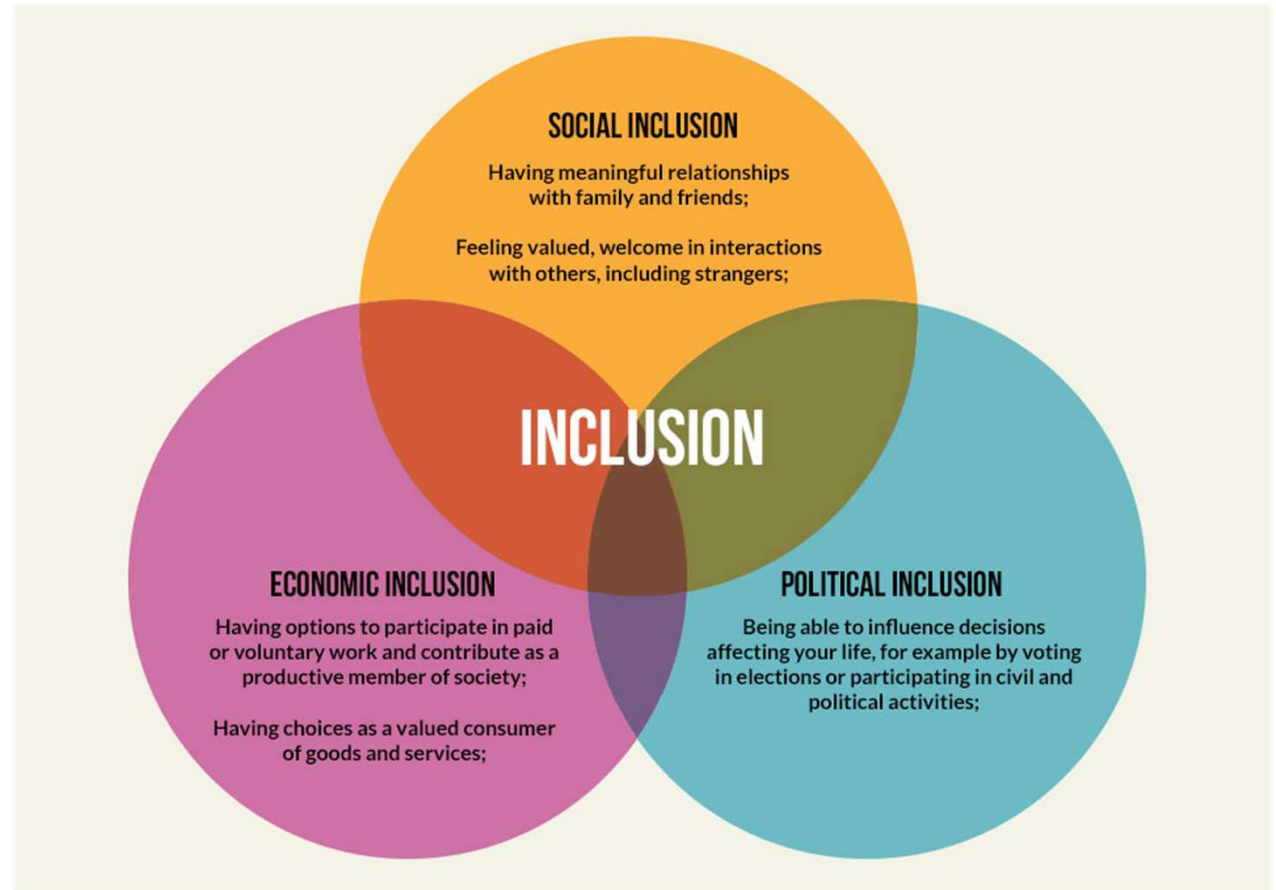 SOCIAL INCLUSION
Having meaningful relationships
with family and friends;
Feeling valued, welcome in interactions
with others, including strangers;
INCLUSION
ECONOMIC INCLUSION
Having options to participate in paid
or voluntary work and contribute as a
productive member of society;
Having choices as a valued consumer
of goods and services;
POLITICAL INCLUSION
Being able to influence decisions
affecting your life, for example by voting
in elections or participating in civil and
political activities;